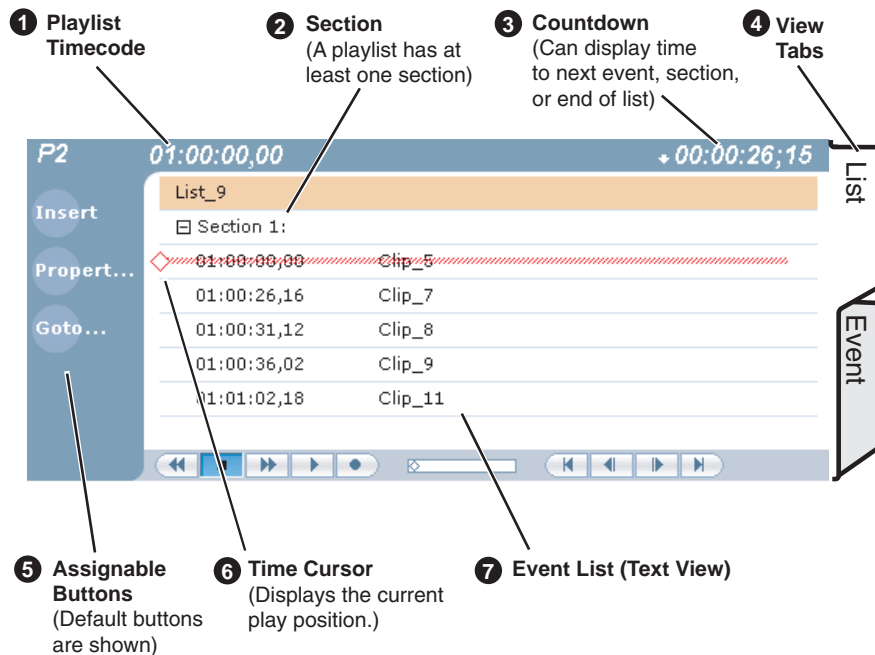 1 Playlist
Timecode
2 Section
(A playlist has at
least one section)
3 Countdown
(Can display time
to next event, section,
or end of list)
4 View
Tabs
P2 01:00:00,00 00:00:26;15
List
List_9
Insert
Section 1:
Propert...
01:00:00,00 Clip_5
01:00:26,16 Clip_7
Goto...
01:00:31,12 Clip_8
Event
01:00:36,02 Clip_9
01:01:02,18 Clip_11
5 Assignable
Buttons
(Default buttons
are shown)
6 Time Cursor
(Displays the current
play position.)
7 Event List (Text View)